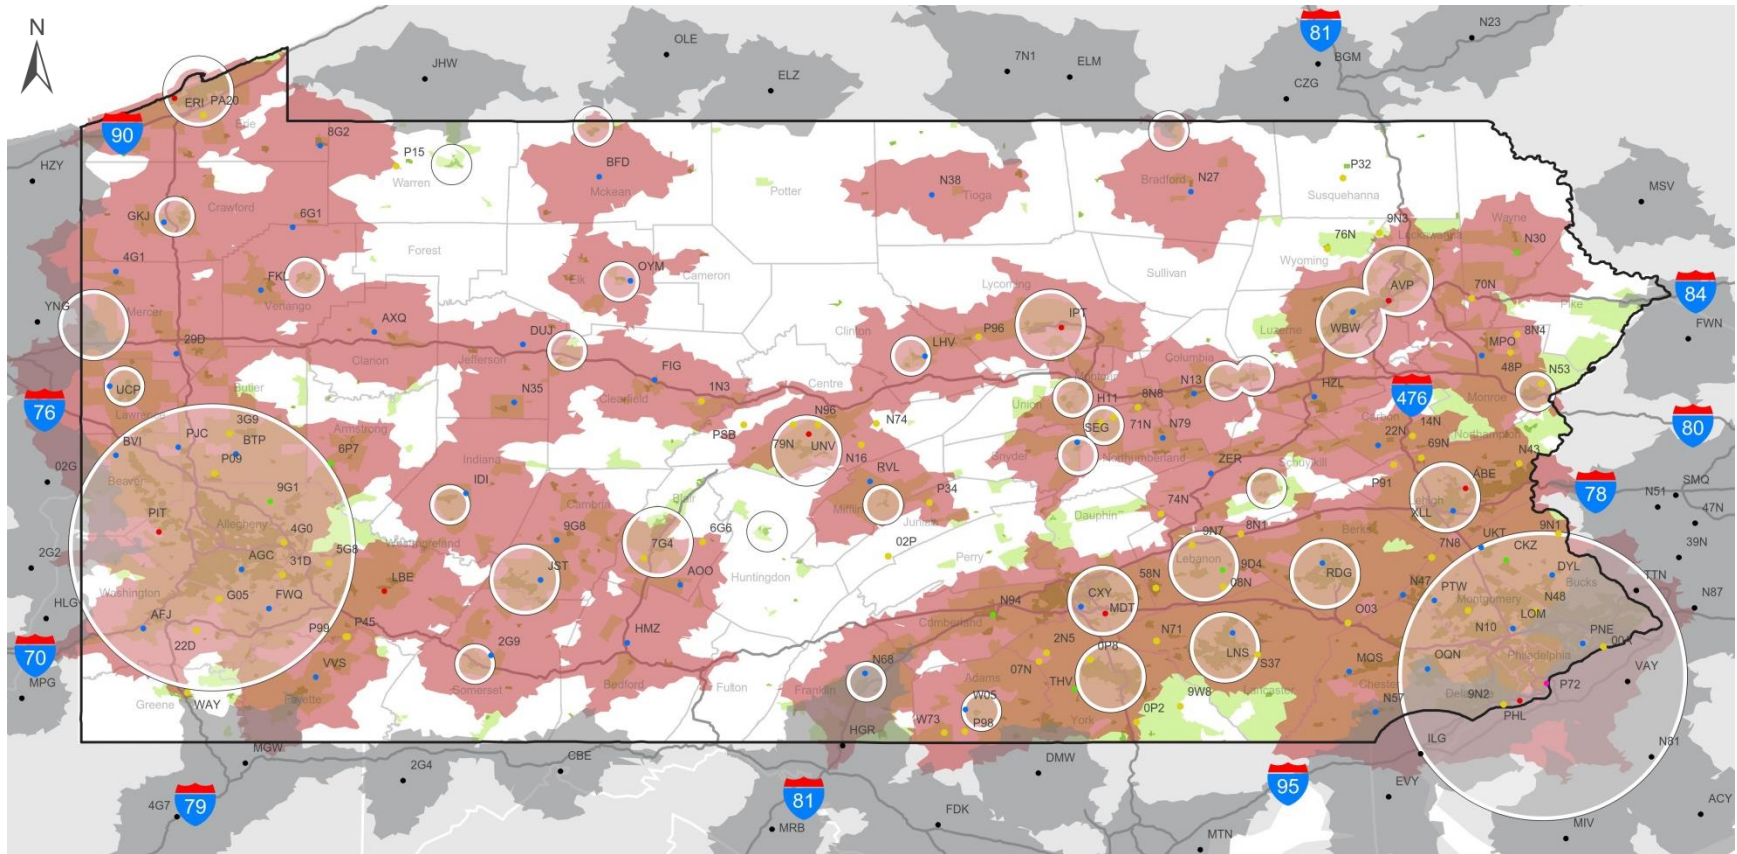 N
81
N23
OLE
JHW
7N1
ELM
BGM
ELZ
CZG
ERI
PA20
Erie
90
8G2
HZY
P15
Warren
BFD
Mckean
Potter
N38
Tioga
Bradford
N27
P32
Susquehanna
MSV
Crawford
GKJ
6G1
Wayne
9N3
Lackawanna
76N
Wyoming
N30
Forest
4G1
FKL
Venango
Elk
OYM
Cameron
Sullivan
Lycoming
AVP
70N
Pike
84
YNG
Mercer
AXQ
DUJ
Clinton
IPT
P96
WBW
Luzerne
8N4
FWN
29D
Clarion
Jefferson
LHV
Columbia
MPO
48P
N53
UCP
Butler
FIG
Centre
Montour
N13
HZL
76
Lawrence
N35
1N3
Clearfield
Union
H11
8N8
476
Monroe
Carbon
80
3G9
Armstrong
PJC
BTP
BVI
PSB
N96
N74
SEG
71N
N79
14N
22N
69N
Northampton
79N
UNV
6P7
02G
P09
Indiana
N16
Snyder
Northumberland
ZER
Schuylkill
N43
Beaver
IDI
RVL
P91
ABE
78
SMQ
9G1
Cambria
Blair
P34
Mifflin
Juniata
Dauphin
74N
Lehigh
XLL
N51
47N
PIT
Allegheny
4G0
9G8
6G6
Perry
9N7
8N1
Berks
UKT
9N1
Westmoreland
7G4
02P
Lebanon
7N8
CKZ
39N
2G2
AGC
31D
5G8
JST
9D4
RDG
DYL
Washington
LBE
AOO
Huntingdon
58N
08N
N47
PTW
Bucks
TTN
HLG
G05
FWQ
CXY
MDT
Montgomery
N48
N87
AFJ
P99
P45
N94
Cumberland
O03
LOM
22D
HMZ
2N5
N71
N10
PNE
70
2G9
0P8
LNS
Philadelphia
VVS
N68
07N
S37
MQS
OQN
VAY
MPG
Somerset
Bedford
Fulton
Franklin
Adams
THV
9W8
Lancaster
Chester
P72
Greene
WAY
Fayette
W05
0P2
N57
9N2
W73
P98
York
PHL
HGR
ILG
MGW
CBE
N81
2G4
DMW
79
81
95
EVY
4G7
FDK
ACY
MRB
MTN
MIV